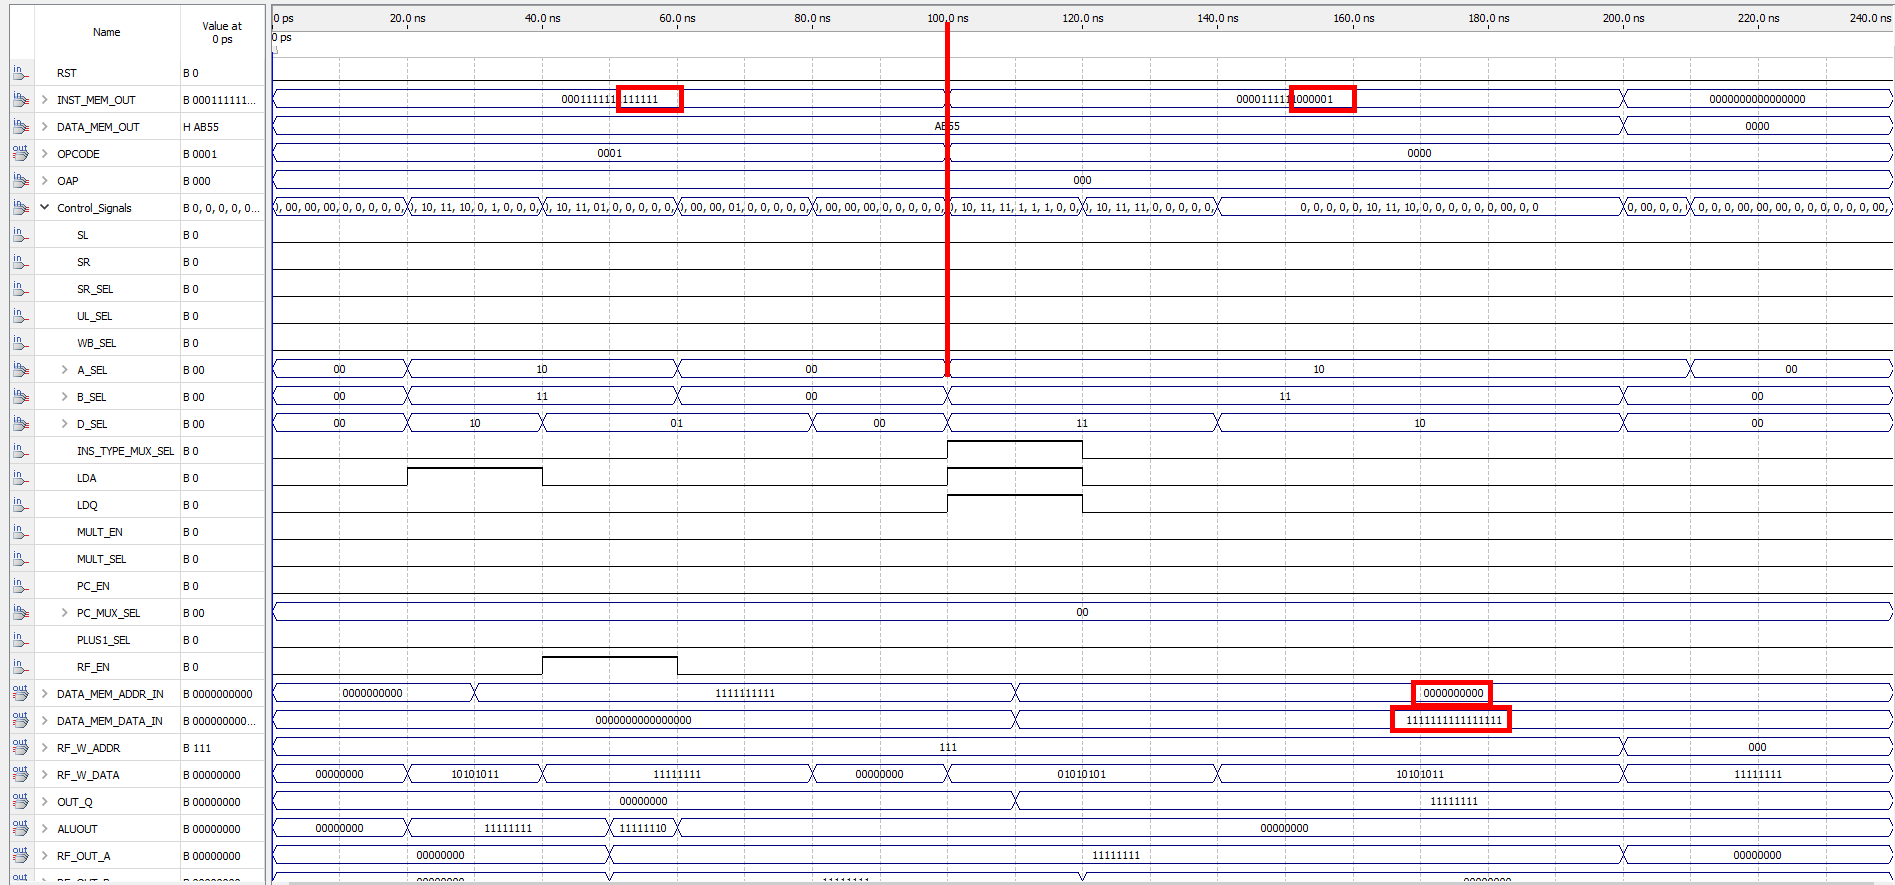 Name Value at 0 ps 0 ps 20.0 ns 40.0 ns 60.0 ns 80.0 ns 100.0 ns 120.0 ns 140.0 ns 160.0 ns 180.0 ns 200.0 ns 220.0 ns 240.0 ns
0 ps
RST B 0
INST_MEM_OUT B 000111111... 000111111 111111 0000111111000001 0000000000000000
DATA_MEM_OUT H AB55 AB55 0000
OPCODE B 0001 0001 0000
OAP B 000 000
Control_Signals B 0, 0, 0, 0, 0... ), 00, 00, 00, 0, 0, 0, 0, 0, ), 10, 11, 10, 0, 1, 0, 0, 0, ), 10, 11, 01, 0, 0, 0, 0, 0, 0, 00, 00, 01, 0, 0, 0, 0, 0, ), 00, 00, 00, 0, 0, 0, 0, 0, ), 10, 11, 11, 1, 1, 1, 0, 0, ), 10, 11, 11, 0, 0, 0, 0, 0, 0, 0, 0, 0, 0, 10, 11, 10, 0, 0, 0, 0, 0, 0, 0, 00, 0, 0 0, 00, 0, 0, 0, 0, 0, 0, 00, 00, 00, 0, 0, 0, 0, 0, 0, 00,
SL B 0
SR B 0
SR_SEL B 0
UL_SEL B 0
WB_SEL B 0
A_SEL B 00 00 10 00 10 00
B_SEL B 00 00 11 00 11 00
D_SEL B 00 00 10 01 00 11 10 00
INS_TYPE_MUX_SEL B 0
LDA B 0
LDQ B 0
MULT_EN B 0
MULT_SEL B 0
PC_EN B 0
PC_MUX_SEL B 00 00
PLUS1_SEL B 0
RF_EN B 0
DATA_MEM_ADDR_IN B 0000000000 0000000000 1111111111 0000000000
DATA_MEM_DATA_IN B 000000000... 0000000000000000 1111111111111111
RF_W_ADDR B 111 111 000
RF_W_DATA B 00000000 00000000 10101011 11111111 00000000 01010101 10101011 11111111
OUT_Q B 00000000 00000000 11111111
ALUOUT B 00000000 00000000 11111111 11111110 00000000
RF_OUT_A B 00000000 00000000 11111111 00000000